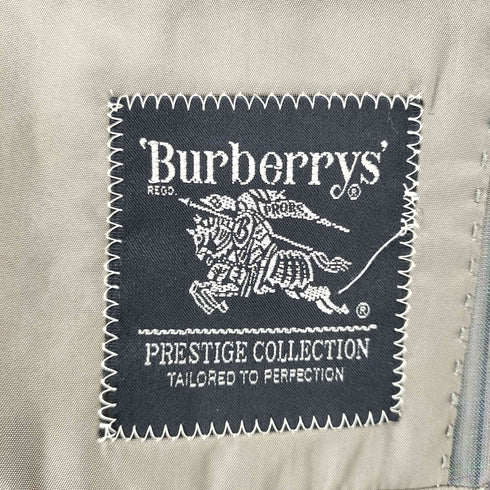 'Burberrys'
REGD. ®
PRORSUM
®
PRESTIGE COLLECTION
TAILORED TO PERFECTION